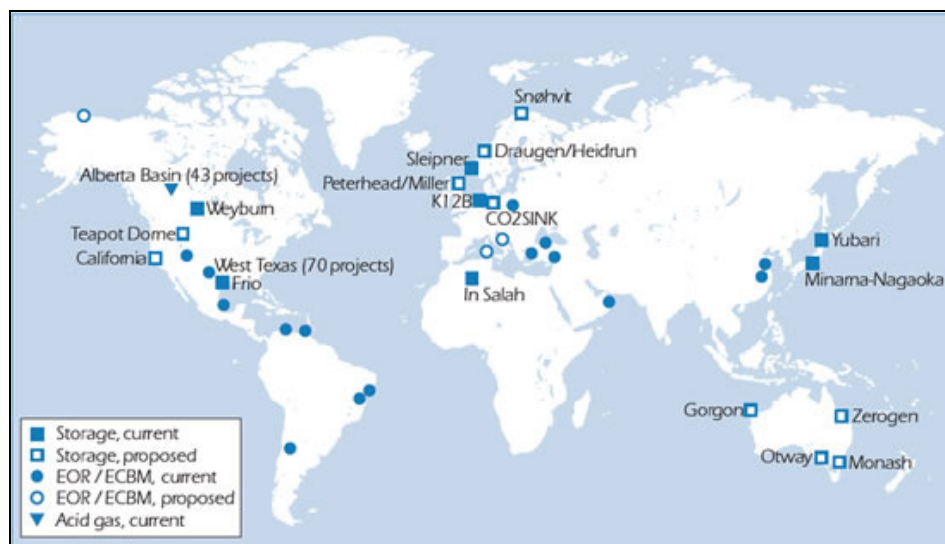 Snøhvit
Draugen/Heidrun
Sleipner
Alberta Basin (43 projects)
Peterhead/Miller
Weyburn
K12B
CO2SINK
Teapot Dome
Yubari
California
West Texas (70 projects)
Minama-Nagaoka
Frio
In Salah
Gorgon
Zerogen
Otway
Monash
Storage, current
Storage, proposed
EOR / ECBM, current
EOR / ECBM, proposed
Acid gas, current